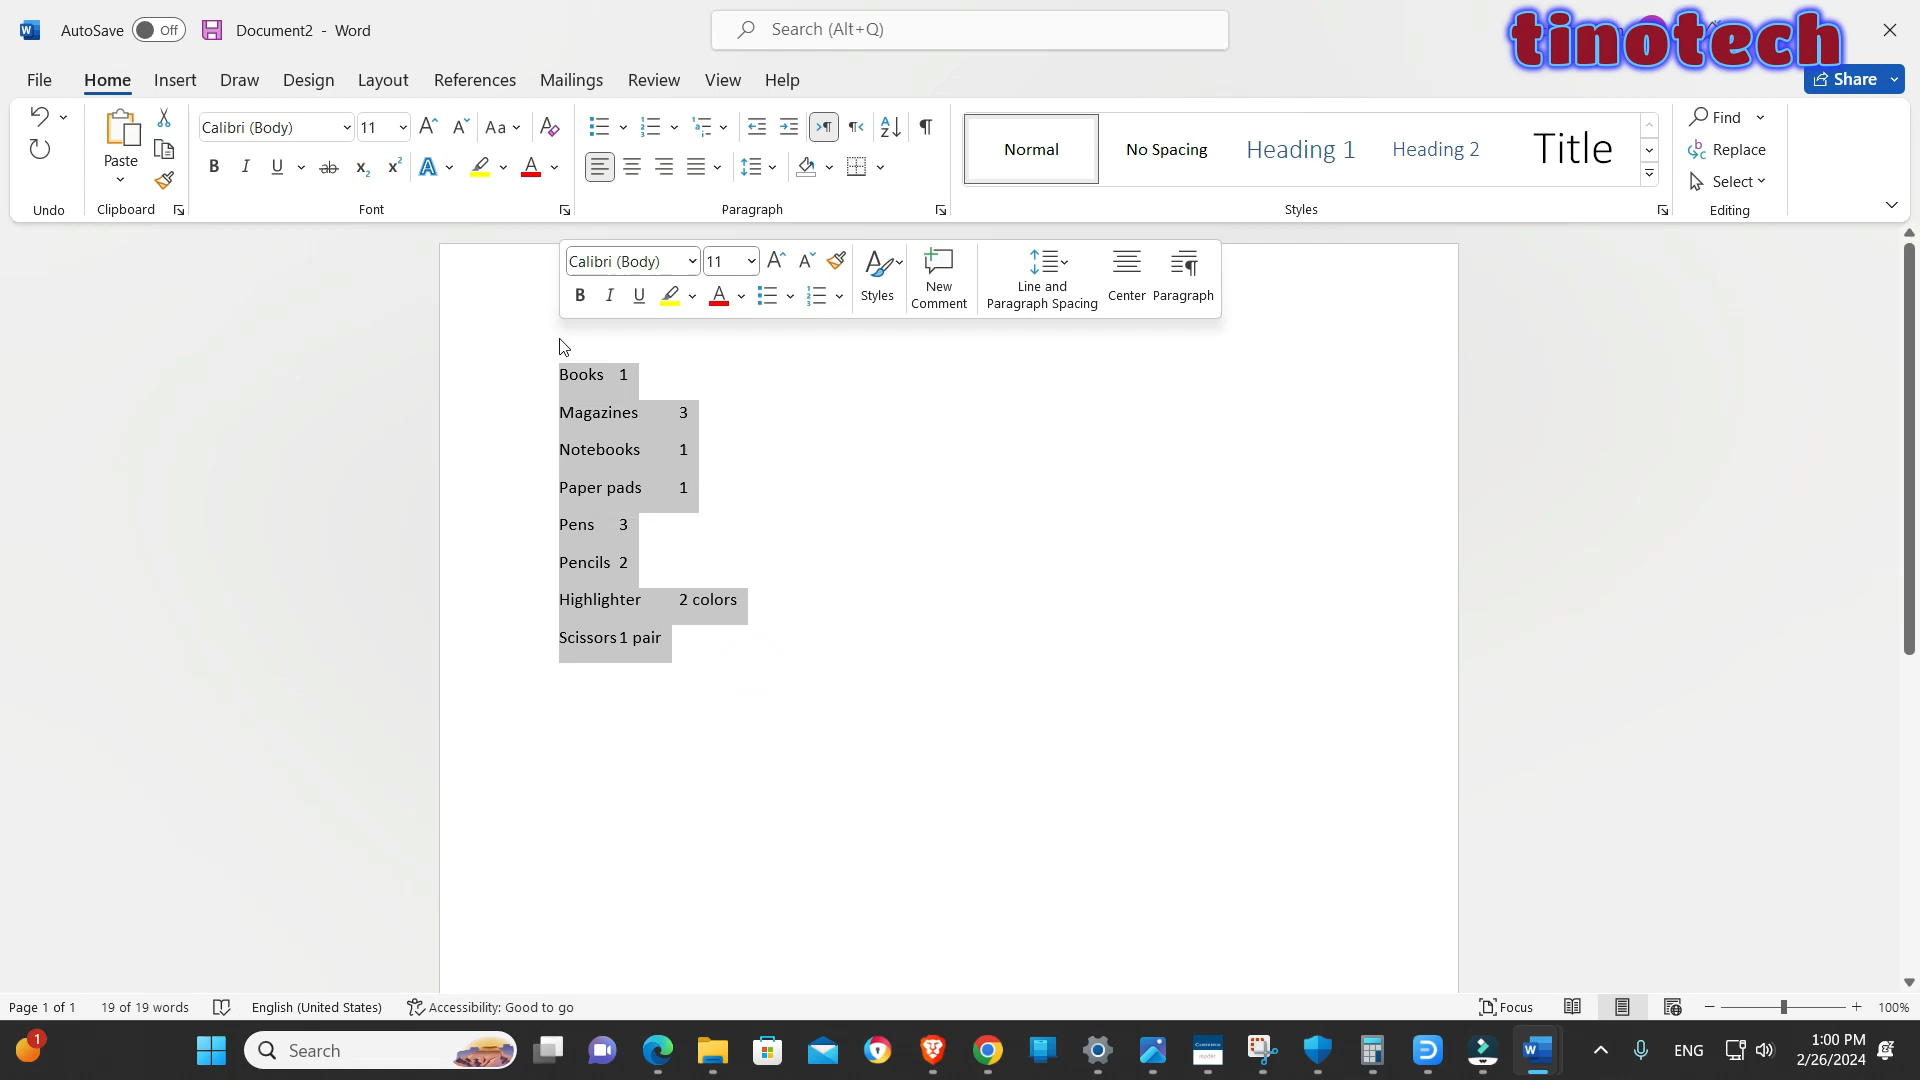 AutoSave Off Document2 - Word Search (Alt+Q) tinotech
File Home Insert Draw Design Layout References Mailings Review View Help Share
Calibri (Body) 11 Aa Normal No Spacing Heading 1 Heading 2 Title Find
Paste Replace
B I U ab x2 x2 A A Select
Undo Clipboard Font Paragraph Styles Editing
Calibri (Body) 11 Styles New Comment Line and Paragraph Spacing Center Paragraph
B I U A
Books 1
Magazines 3
Notebooks 1
Paper pads 1
Pens 3
Pencils 2
Highlighter 2 colors
Scissors 1 pair
Page 1 of 1 19 of 19 words English (United States) Accessibility: Good to go Focus 100%
1 Search ENG 1:00 PM
2/26/2024